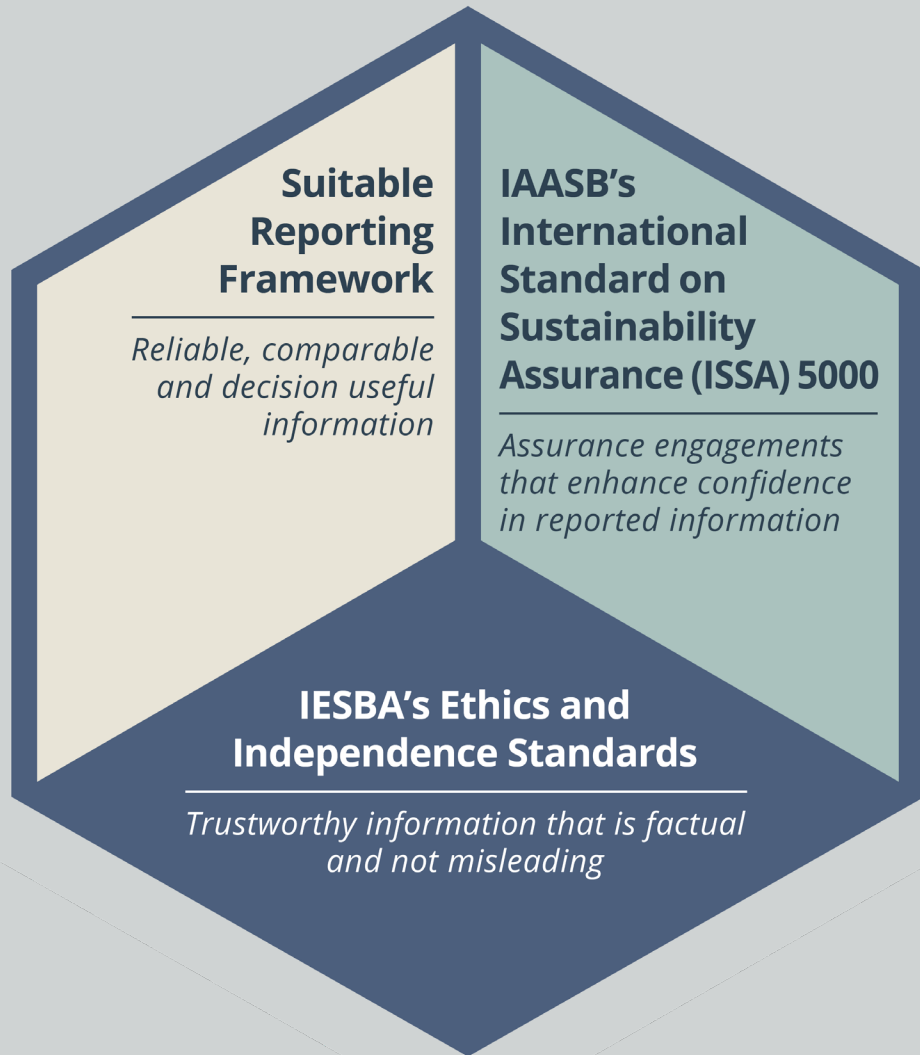 Suitable
Reporting
Framework
Reliable, comparable
and decision useful
information
IAASB’s
International
Standard on
Sustainability
Assurance (ISSA) 5000
Assurance engagements
that enhance confidence
in reported information
IESBA’s Ethics and
Independence Standards
Trustworthy information that is factual
and not misleading